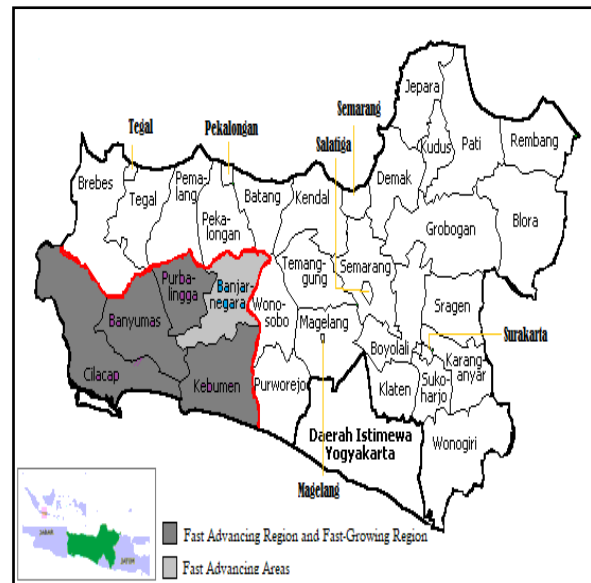 Jepara
Semarang
Tegal
Pekalongan
Salatiga
Kudus
Pati
Rembang
Brebes
Tegal
Pema-
lang
Peka-
longan
Batang
Kendal
Demak
Grobogan
Blora
Purba-
lingga
Banjar-
negara
Wono-
sobo
Temang-
gung
Semarang
Banyumas
Magelang
Sragen
Surakarta
Boyolali
Karang-
anyar
Cilacap
Kebumen
Purworejo
Klaten
Suko-
harjo
Daerah Istimewa
Yogyakarta
Wonogiri
Magelang
Fast Advancing Region and Fast-Growing Region
Fast Advancing Areas